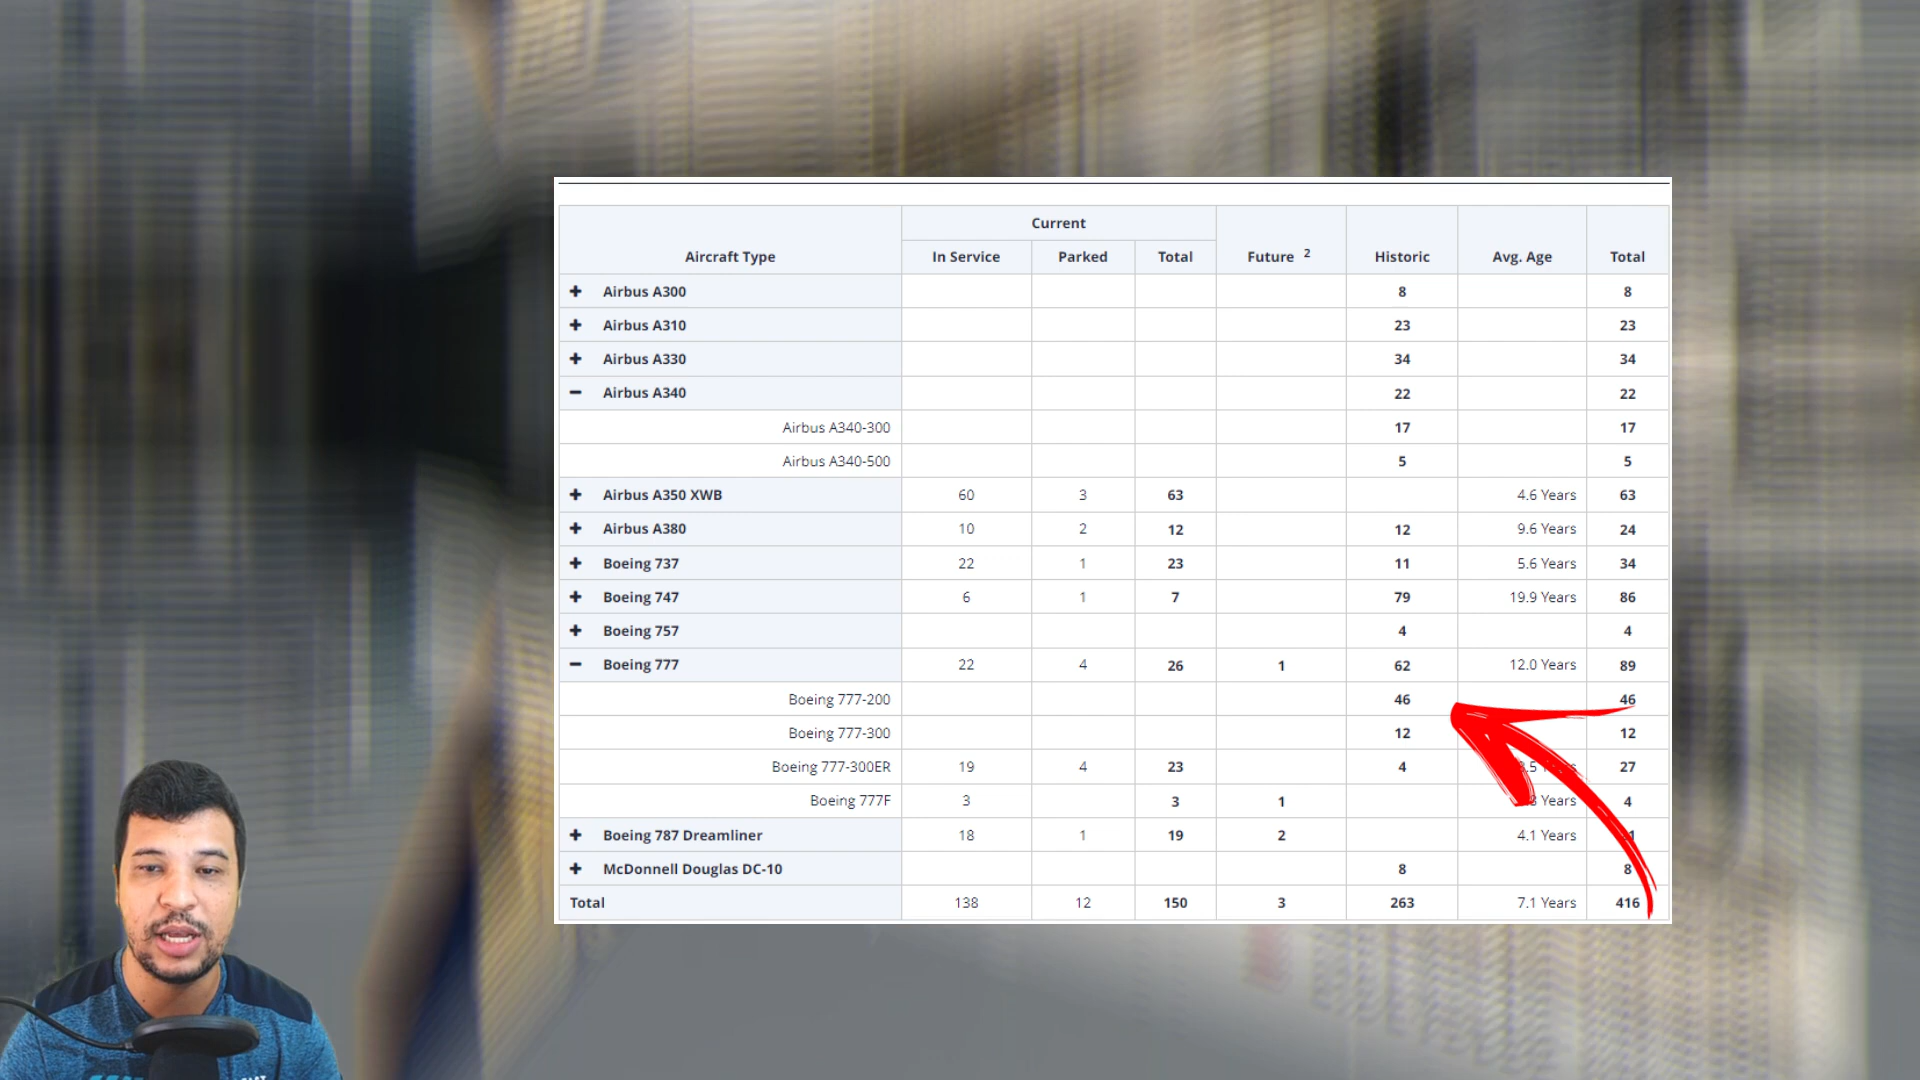 Aircraft Type Current Future 2 Historic Avg. Age Total
In Service Parked Total
+ Airbus A300 8 8
+ Airbus A310 23 23
+ Airbus A330 34 34
− Airbus A340 22 22
Airbus A340-300 17 17
Airbus A340-500 5 5
+ Airbus A350 XWB 60 3 63 4.6 Years 63
+ Airbus A380 10 2 12 12 9.6 Years 24
+ Boeing 737 22 1 23 11 5.6 Years 34
+ Boeing 747 6 1 7 79 19.9 Years 86
+ Boeing 757 4 4
− Boeing 777 22 4 26 1 62 12.0 Years 89
Boeing 777-200 46 46
Boeing 777-300 12 12
Boeing 777-300ER 19 4 23 4 27
Boeing 777F 3 3 1 Years 4
+ Boeing 787 Dreamliner 18 1 19 2 4.1 Years
+ McDonnell Douglas DC-10 8 8
Total 138 12 150 3 263 7.1 Years 416